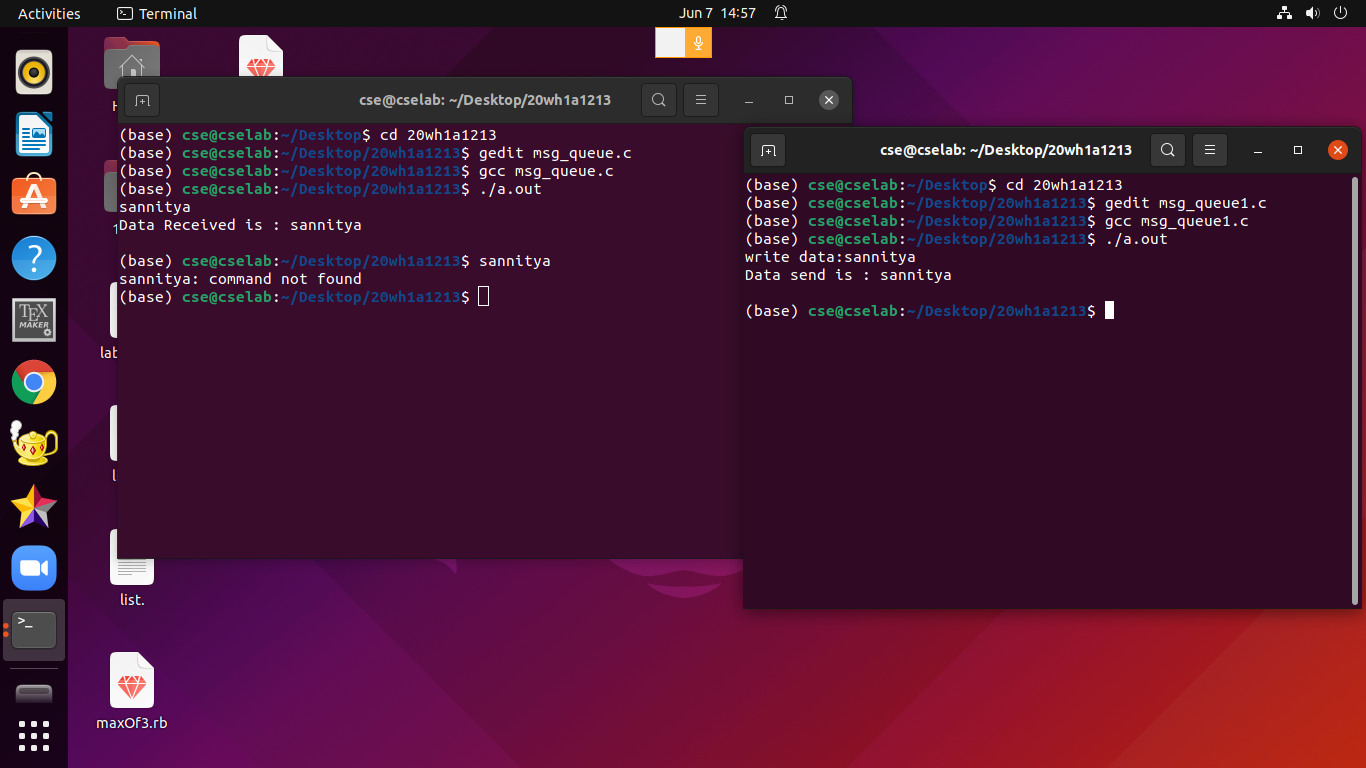 Activities
Terminal
Jun 7 14:57
cse@cselab: ~/Desktop/20wh1a1213
(base) cse@cselab:~/Desktop$ cd 20wh1a1213
(base) cse@cselab:~/Desktop/20wh1a1213$ gedit msg_queue.c
(base) cse@cselab:~/Desktop/20wh1a1213$ gcc msg_queue.c
(base) cse@cselab:~/Desktop/20wh1a1213$ ./a.out
sannitya
Data Received is : sannitya
(base) cse@cselab:~/Desktop/20wh1a1213$ sannitya
sannitya: command not found
(base) cse@cselab:~/Desktop/20wh1a1213$
cse@cselab: ~/Desktop/20wh1a1213
(base) cse@cselab:~/Desktop$ cd 20wh1a1213
(base) cse@cselab:~/Desktop/20wh1a1213$ gedit msg_queue1.c
(base) cse@cselab:~/Desktop/20wh1a1213$ gcc msg_queue1.c
(base) cse@cselab:~/Desktop/20wh1a1213$ ./a.out
write data:sannitya
Data send is : sannitya
(base) cse@cselab:~/Desktop/20wh1a1213$
TEX
MAKER
lab
list.
maxOf3.rb